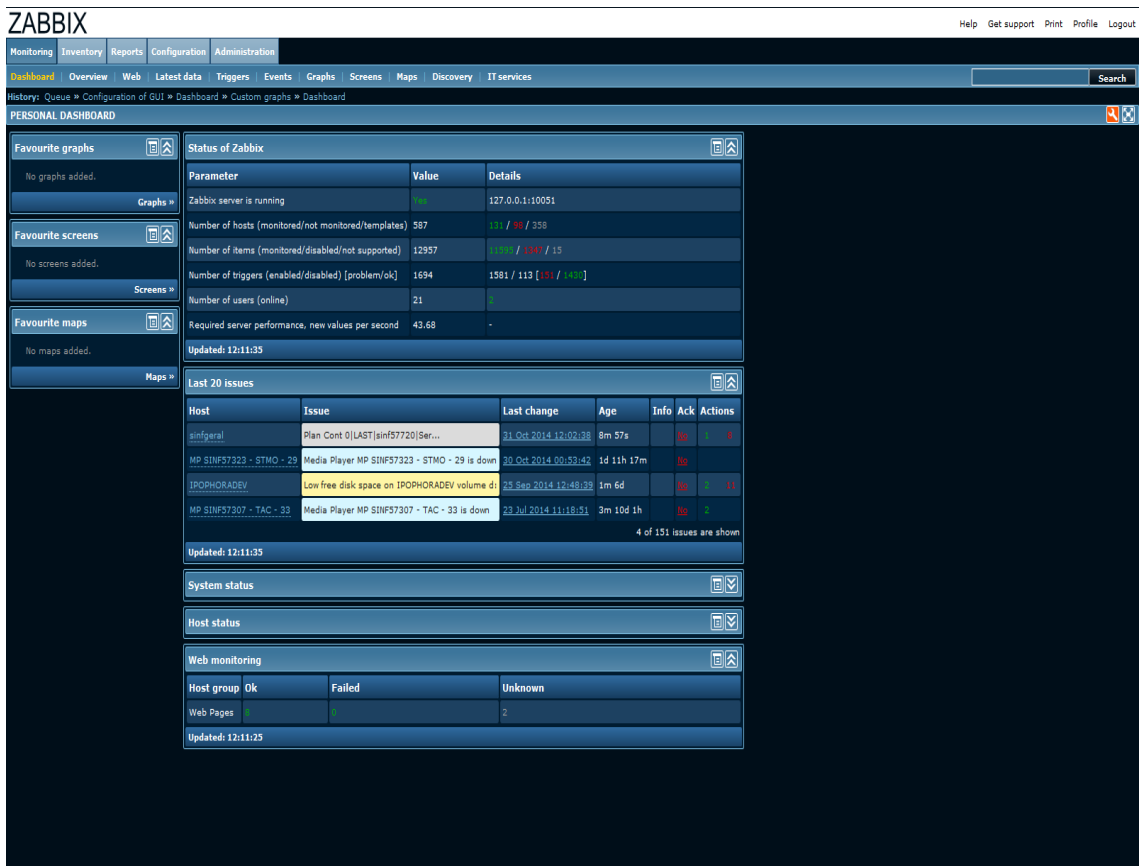 ZABBIX
Help Get support Print Profile Logout
Monitoring Inventory Reports Configuration Administration
Dashboard | Overview | Web | Latest data | Triggers | Events | Graphs | Screens | Maps | Discovery | IT services Search
History: Queue » Configuration of GUI » Dashboard » Custom graphs » Dashboard
PERSONAL DASHBOARD
Favourite graphs
No graphs added.
Graphs »
Favourite screens
No screens added.
Screens »
Favourite maps
No maps added.
Maps »
Status of Zabbix
Parameter Value Details
Zabbix server is running Yes 127.0.0.1:10051
Number of hosts (monitored/not monitored/templates) 587 131 / 98 / 358
Number of items (monitored/disabled/not supported) 12957 / 15
Number of triggers (enabled/disabled) [problem/ok] 1694 1581 / 113 [151 / 1430]
Number of users (online) 21 2
Required server performance, new values per second 43.68 -
Updated: 12:11:35
Last 20 issues
Host Issue Last change Age Info Ack Actions
sinfgeral Plan Cont 0|LAST|sinf57720|Ser... 31 Oct 2014 12:02:38 8m 57s No 1
MP SINF57323 - STMO - 29 Media Player MP SINF57323 - STMO - 29 is down 30 Oct 2014 00:53:42 1d 11h 17m No
IPOPHORADEV Low free disk space on IPOPHORADEV volume 25 Sep 2014 12:48:39 1m 6d No 2 11
MP SINF57307 - TAC - 33 Media Player MP SINF57307 - TAC - 33 is down 23 Jul 2014 11:18:51 3m 10d 1h No 2
4 of 151 issues are shown
Updated: 12:11:35
System status
Host status
Web monitoring
Host group Ok Failed Unknown
Web Pages 8 0 2
Updated: 12:11:25